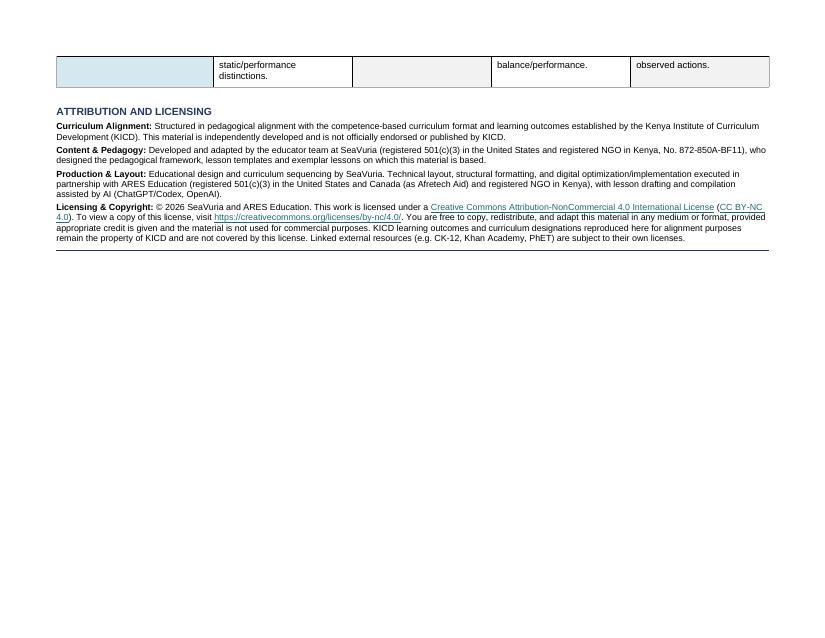 static/performance
distinctions.
balance/performance.
observed actions.
ATTRIBUTION AND LICENSING
Curriculum Alignment: Structured in pedagogical alignment with the competence-based curriculum format and learning outcomes established by the Kenya Institute of Curriculum
Development (KICD). This material is independently developed and is not officially endorsed or published by KICD.
Content & Pedagogy: Developed and adapted by the educator team at SeaVuria (registered 501(c)(3) in the United States and registered NGO in Kenya, No. 872-850A-BF11), who
designed the pedagogical framework, lesson templates and exemplar lessons on which this material is based.
Production & Layout: Educational design and curriculum sequencing by SeaVuria. Technical layout, structural formatting, and digital optimization/implementation executed in
partnership with ARES Education (registered 501(c)(3) in the United States and Canada (as Afretech Aid) and registered NGO in Kenya), with lesson drafting and compilation
assisted by AI (ChatGPT/Codex, OpenAI).
Licensing & Copyright: © 2026 SeaVuria and ARES Education. This work is licensed under a Creative Commons Attribution-NonCommercial 4.0 International License (CC BY-NC
4.0). To view a copy of this license, visit https://creativecommons.org/licenses/by-nc/4.0/. You are free to copy, redistribute, and adapt this material in any medium or format, provided
appropriate credit is given and the material is not used for commercial purposes. KICD learning outcomes and curriculum designations reproduced here for alignment purposes
remain the property of KICD and are not covered by this license. Linked external resources (e.g. CK-12, Khan Academy, PhET) are subject to their own licenses.